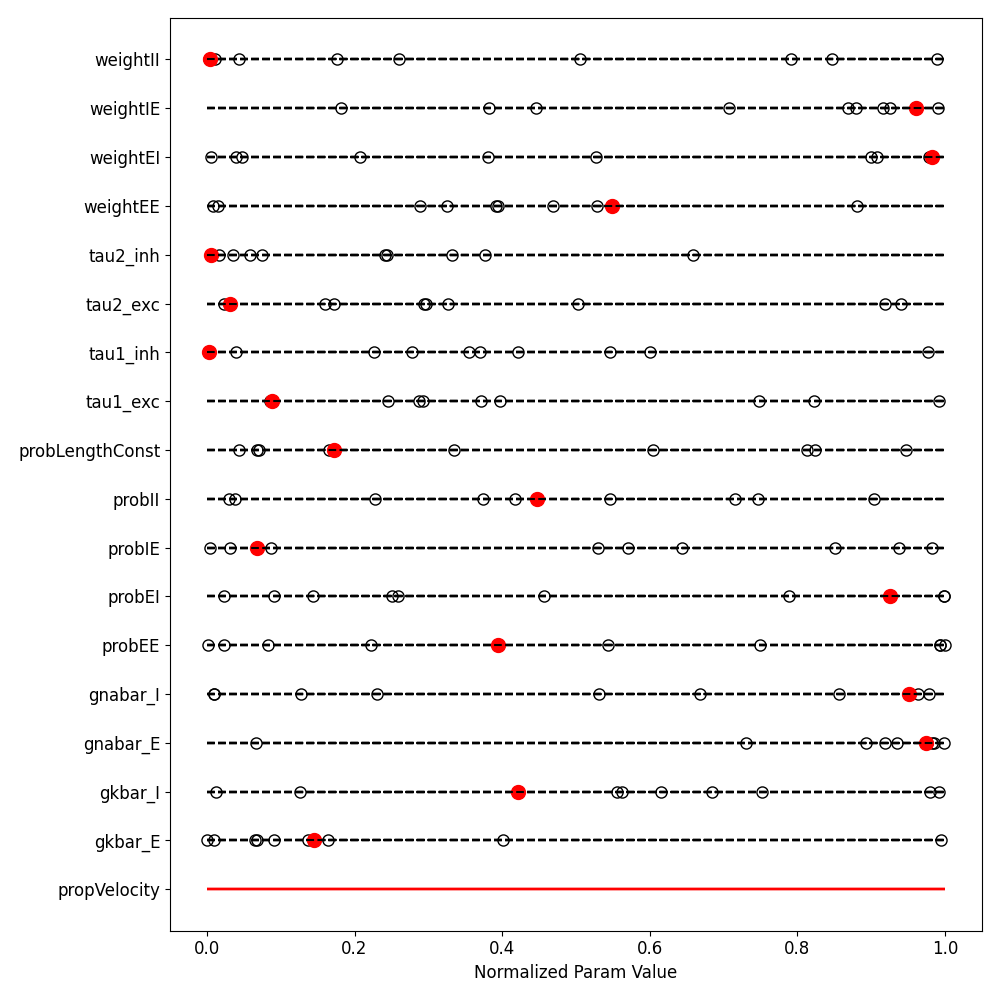 weightII
weightIE
weightEI
weightEE
tau2_inh
tau2_exc
tau1_inh
tau1_exc
probLengthConst
probII
probIE
probEI
probEE
gnabar_I
gnabar_E
gkbar_I
gkbar_E
propVelocity
0.0 0.2 0.4 0.6 0.8 1.0
Normalized Param Value